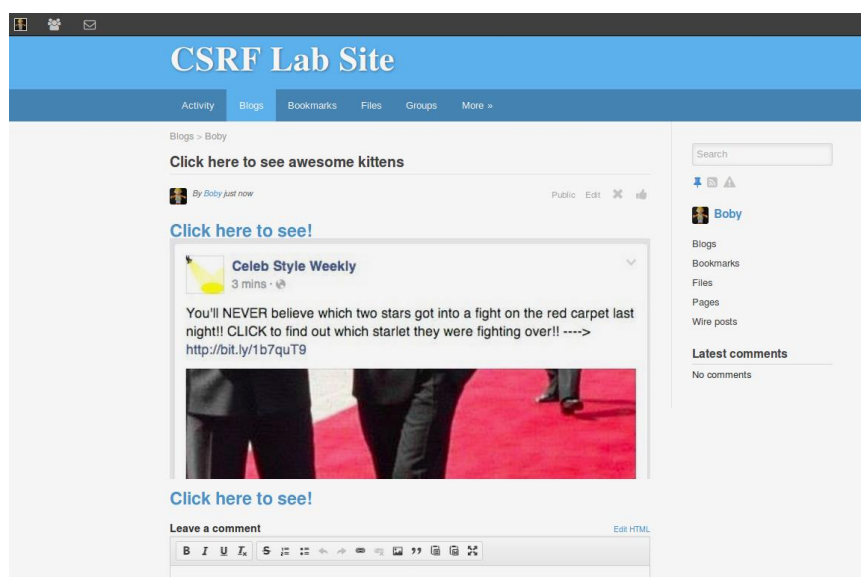 CSRF Lab Site
Activity Blogs Bookmarks Files Groups More »
Blogs > Boby
Click here to see awesome kittens
By Boby just now
Public Edit
Click here to see!
Celeb Style Weekly
3 mins ·
You'll NEVER believe which two stars got into a fight on the red carpet last
night!! CLICK to find out which starlet they were fighting over!! ---->
http://bit.ly/1b7quT9
Click here to see!
Leave a comment
Edit HTML
B I U Tx S
Search
Boby
Blogs
Bookmarks
Files
Pages
Wire posts
Latest comments
No comments